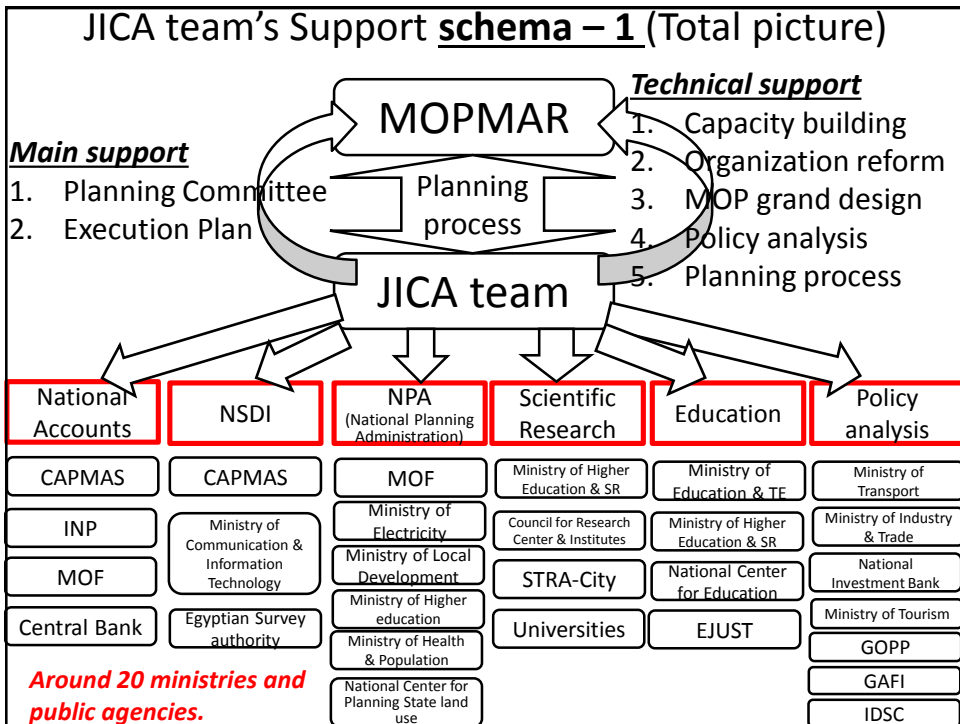 JICA team's Support schema – 1 (Total picture)
Main support
1. Planning Committee
2. Execution Plan
MOPMAR
Planning
process
JICA team
Technical support
1. Capacity building
2. Organization reform
3. MOP grand design
4. Policy analysis
5. Planning process
National
Accounts
CAPMAS
INP
MOF
Central Bank
NSDI
CAPMAS
Ministry of
Communication &
Information
Technology
Egyptian Survey
authority
NPA
(National Planning
Administration)
MOF
Ministry of
Electricity
Ministry of Local
Development
Ministry of Higher
education
Ministry of Health
& Population
National Center for
Planning State land
use
Scientific
Research
Ministry of Higher
Education & SR
Council for Research
Center & Institutes
STRA-City
Universities
Education
Ministry of
Education & TE
Ministry of Higher
Education & SR
National Center
for Education
EJUST
Policy
analysis
Ministry of
Transport
Ministry of Industry
& Trade
National
Investment Bank
Ministry of Tourism
GOPP
GAFI
IDSC
Around 20 ministries and
public agencies.